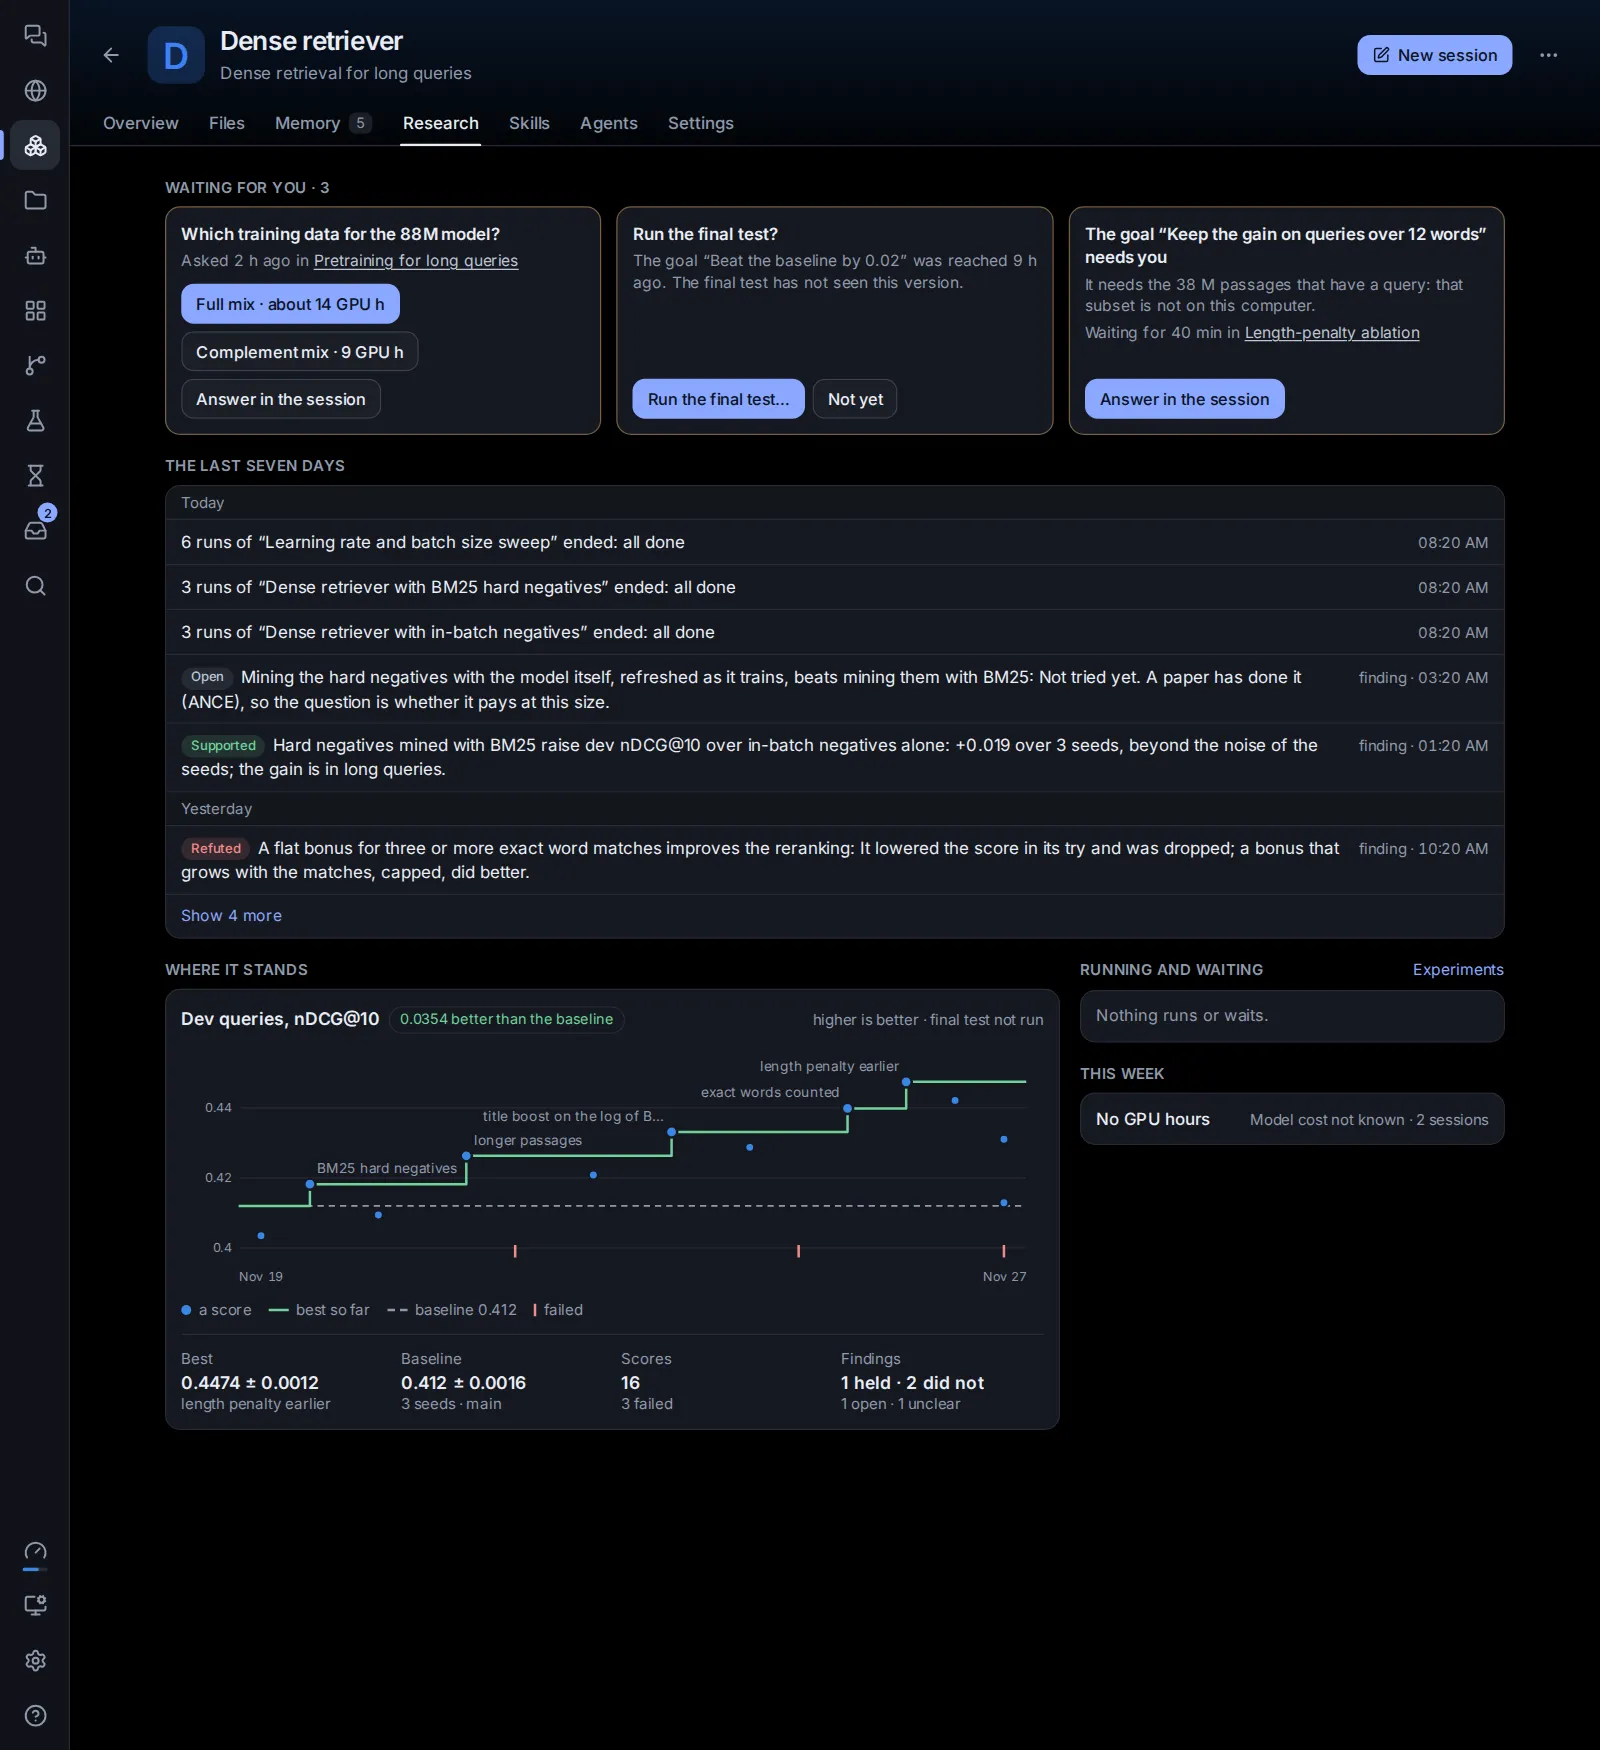 D
Dense retriever
Dense retrieval for long queries
New session
Overview
Files
Memory 5
Research
Skills
Agents
Settings
2
WAITING FOR YOU · 3
Which training data for the 88M model?
Asked 2 h ago in Pretraining for long queries
Full mix · about 14 GPU h
Complement mix · 9 GPU h
Answer in the session
Run the final test?
The goal “Beat the baseline by 0.02” was reached 9 h
ago. The final test has not seen this version.
Run the final test...
Not yet
The goal “Keep the gain on queries over 12 words”
needs you
It needs the 38 M passages that have a query: that
subset is not on this computer.
Waiting for 40 min in Length-penalty ablation
Answer in the session
THE LAST SEVEN DAYS
Today
6 runs of “Learning rate and batch size sweep” ended: all done 08:20 AM
3 runs of “Dense retriever with BM25 hard negatives” ended: all done 08:20 AM
3 runs of “Dense retriever with in-batch negatives” ended: all done 08:20 AM
Open Mining the hard negatives with the model itself, refreshed as it trains, beats mining them with BM25: Not tried yet. A paper has done it finding · 03:20 AM
(ANCE), so the question is whether it pays at this size.
Supported Hard negatives mined with BM25 raise dev nDCG@10 over in-batch negatives alone: +0.019 over 3 seeds, beyond the noise of the finding · 01:20 AM
seeds; the gain is in long queries.
Yesterday
Refuted A flat bonus for three or more exact word matches improves the reranking: It lowered the score in its try and was dropped; a bonus that finding · 10:20 AM
grows with the matches, capped, did better.
Show 4 more
WHERE IT STANDS
Dev queries, nDCG@10 0.0354 better than the baseline higher is better · final test not run
length penalty earlier
exact words counted
0.44
title boost on the log of B...
longer passages
BM25 hard negatives
0.42
0.4
Nov 19 Nov 27
a score best so far baseline 0.412 failed
Best Baseline Scores Findings
0.4474 ± 0.0012 0.412 ± 0.0016 16 1 held · 2 did not
length penalty earlier 3 seeds · main 3 failed 1 open · 1 unclear
RUNNING AND WAITING Experiments
Nothing runs or waits.
THIS WEEK
No GPU hours Model cost not known · 2 sessions